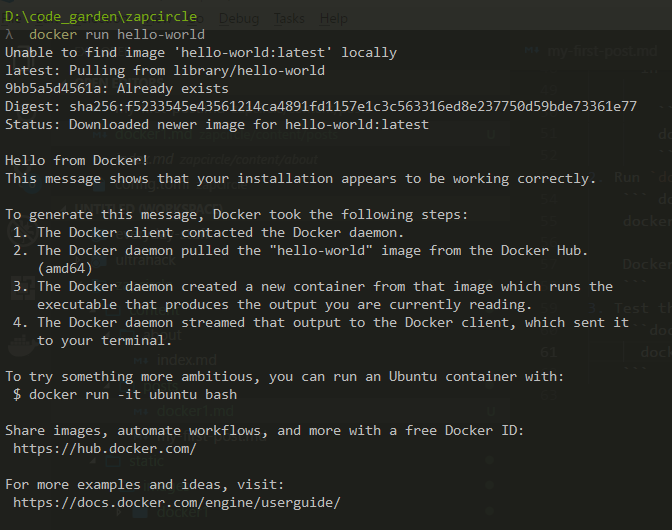 D:\code_garden\zapcircle
λ  docker run hello-world
Unable to find image 'hello-world:latest' locally
latest: Pulling from library/hello-world
9bb5a5d4561a: Already exists
Digest: sha256:f5233545e43561214ca4891fd1157e1c3c563316ed8e237750d59bde73361e77
Status: Downloaded newer image for hello-world:latest

Hello from Docker!
This message shows that your installation appears to be working correctly.

To generate this message, Docker took the following steps:
 1. The Docker client contacted the Docker daemon.
 2. The Docker daemon pulled the "hello-world" image from the Docker Hub.
    (amd64)
 3. The Docker daemon created a new container from that image which runs the
    executable that produces the output you are currently reading.
 4. The Docker daemon streamed that output to the Docker client, which sent it
    to your terminal.

To try something more ambitious, you can run an Ubuntu container with:
 $ docker run -it ubuntu bash

Share images, automate workflows, and more with a free Docker ID:
 https://hub.docker.com/

For more examples and ideas, visit:
 https://docs.docker.com/engine/userguide/